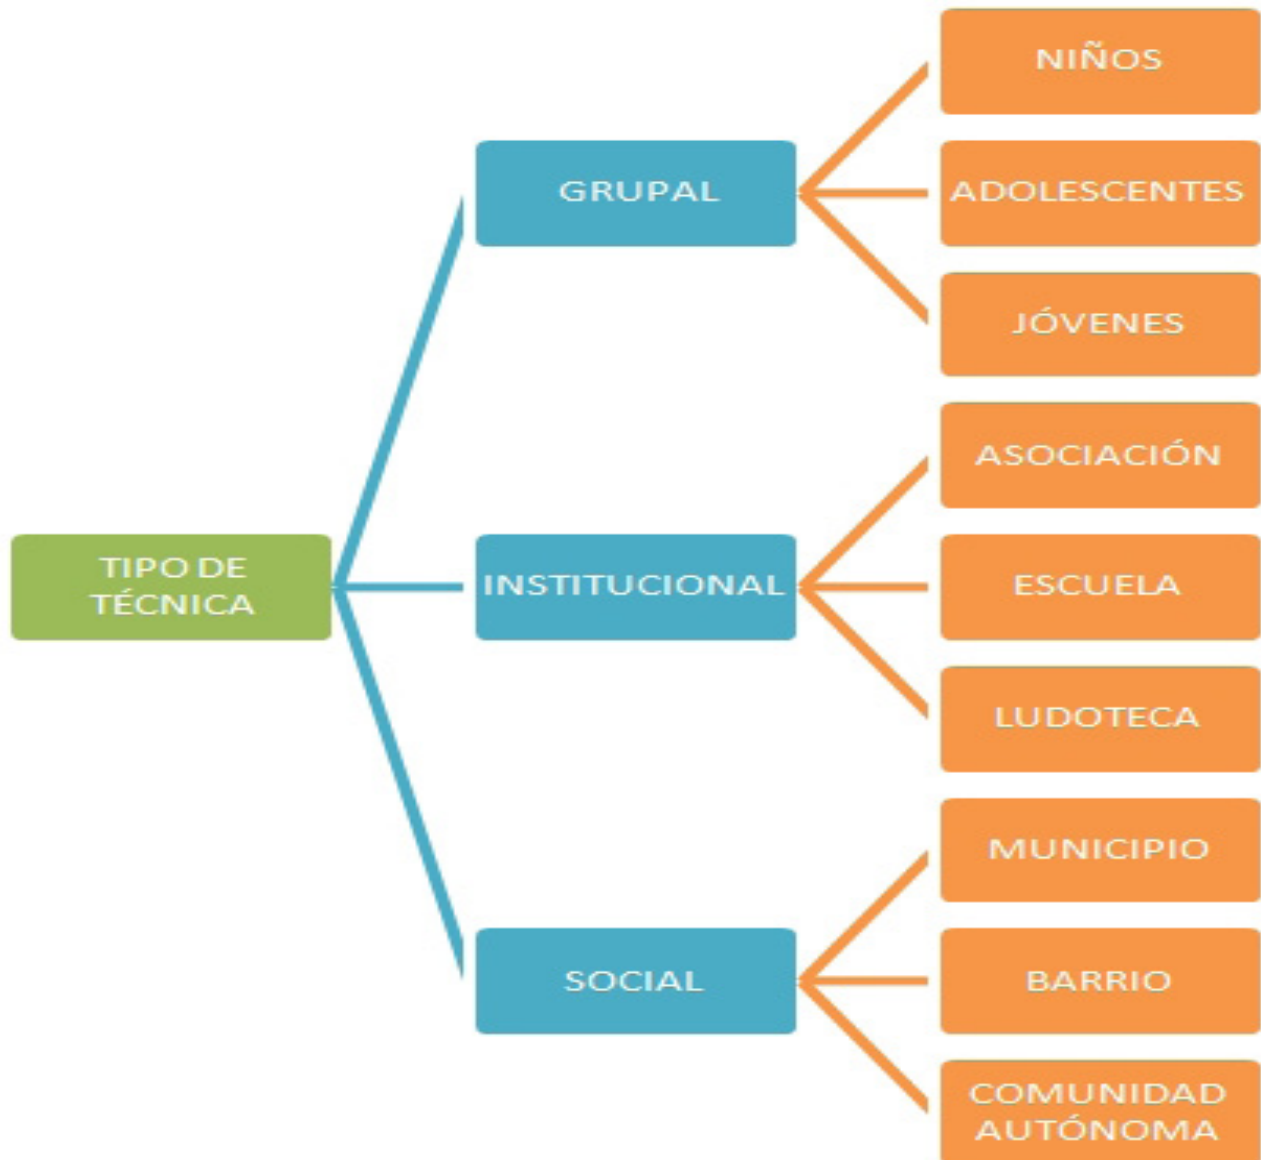 TIPO DE
TÉCNICA
GRUPAL
NIÑOS
ADOLESCENTES
JÓVENES
INSTITUCIONAL
ASOCIACIÓN
ESCUELA
LUDOTECA
SOCIAL
MUNICIPIO
BARRIO
COMUNIDAD
AUTÓNOMA